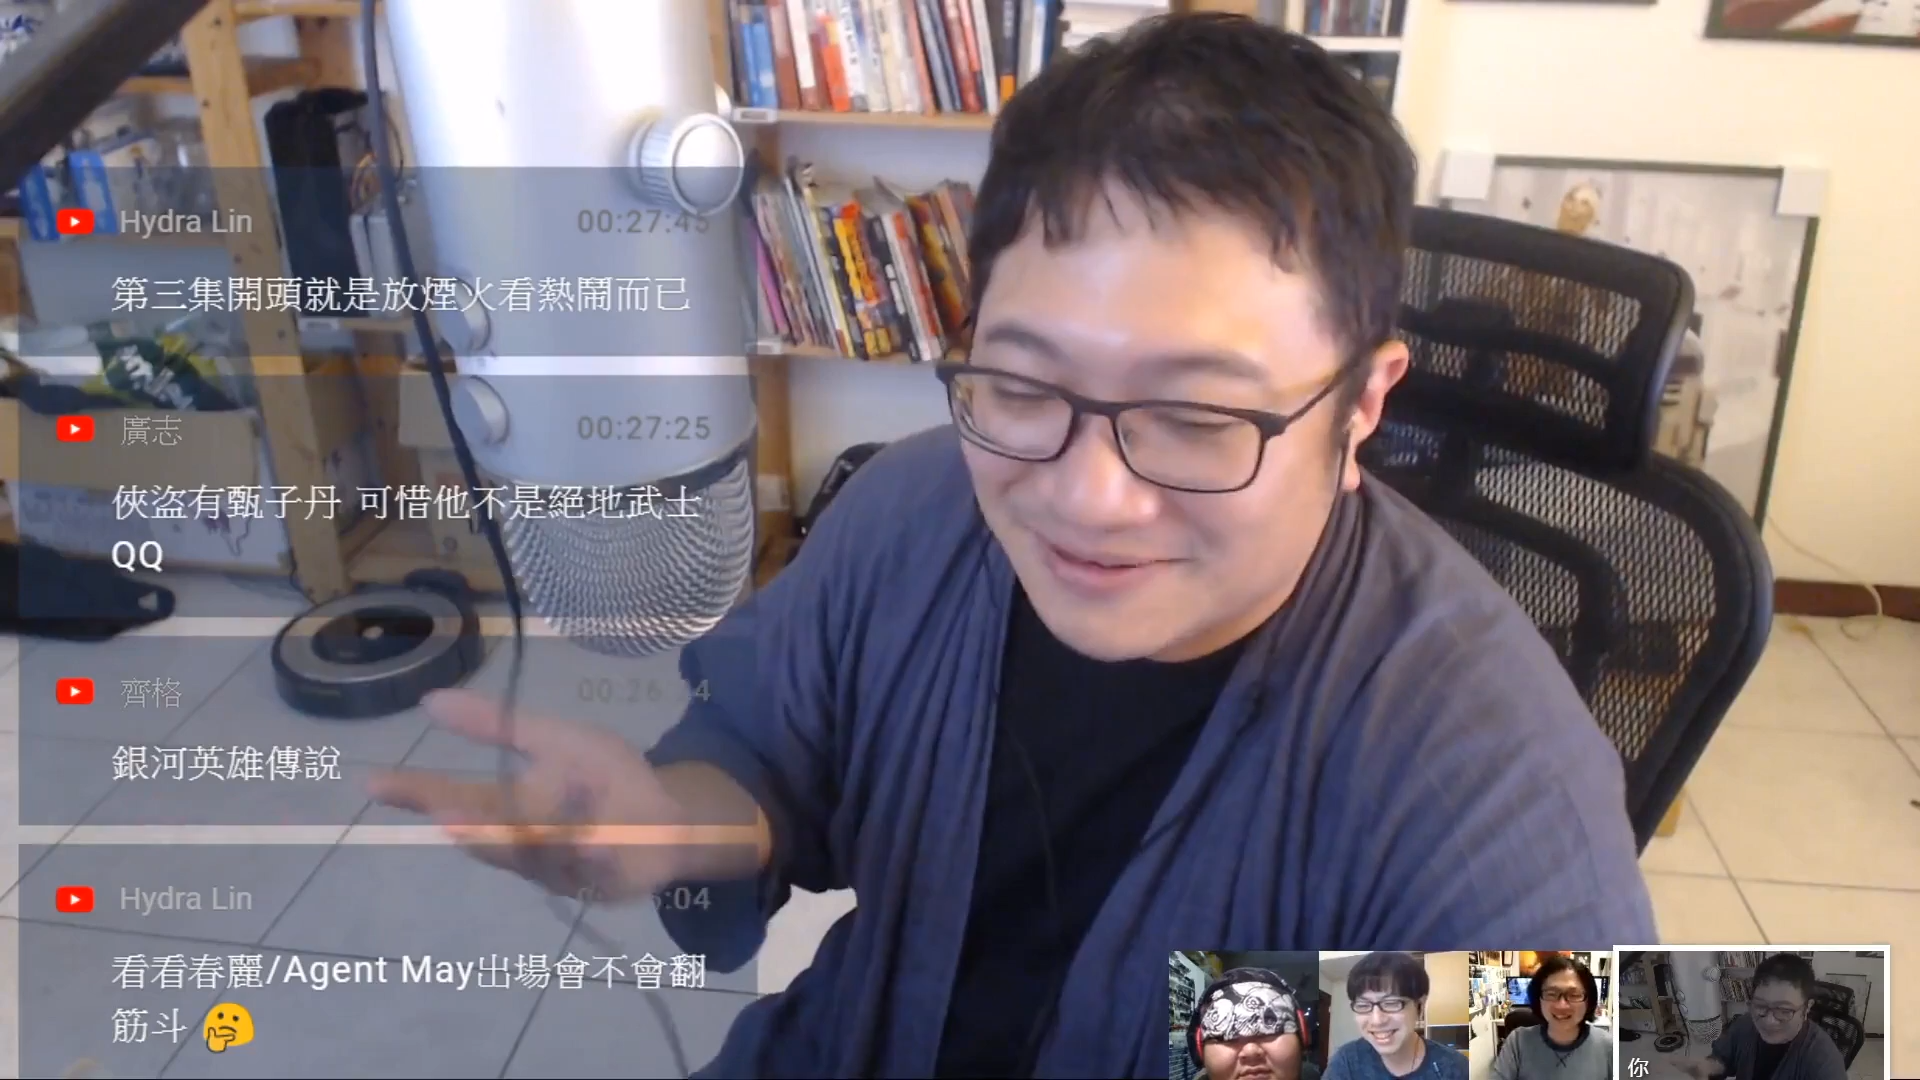 Hydra Lin
00:27:45
第三集開頭就是放煙火看熱鬧而已
廣志
00:27:25
俠盜有甄子丹 可惜他不是絕地武士
QQ
齊格
銀河英雄傳說
Hydra Lin
看看春麗/Agent May出場會不會翻
筋斗 🤔
你